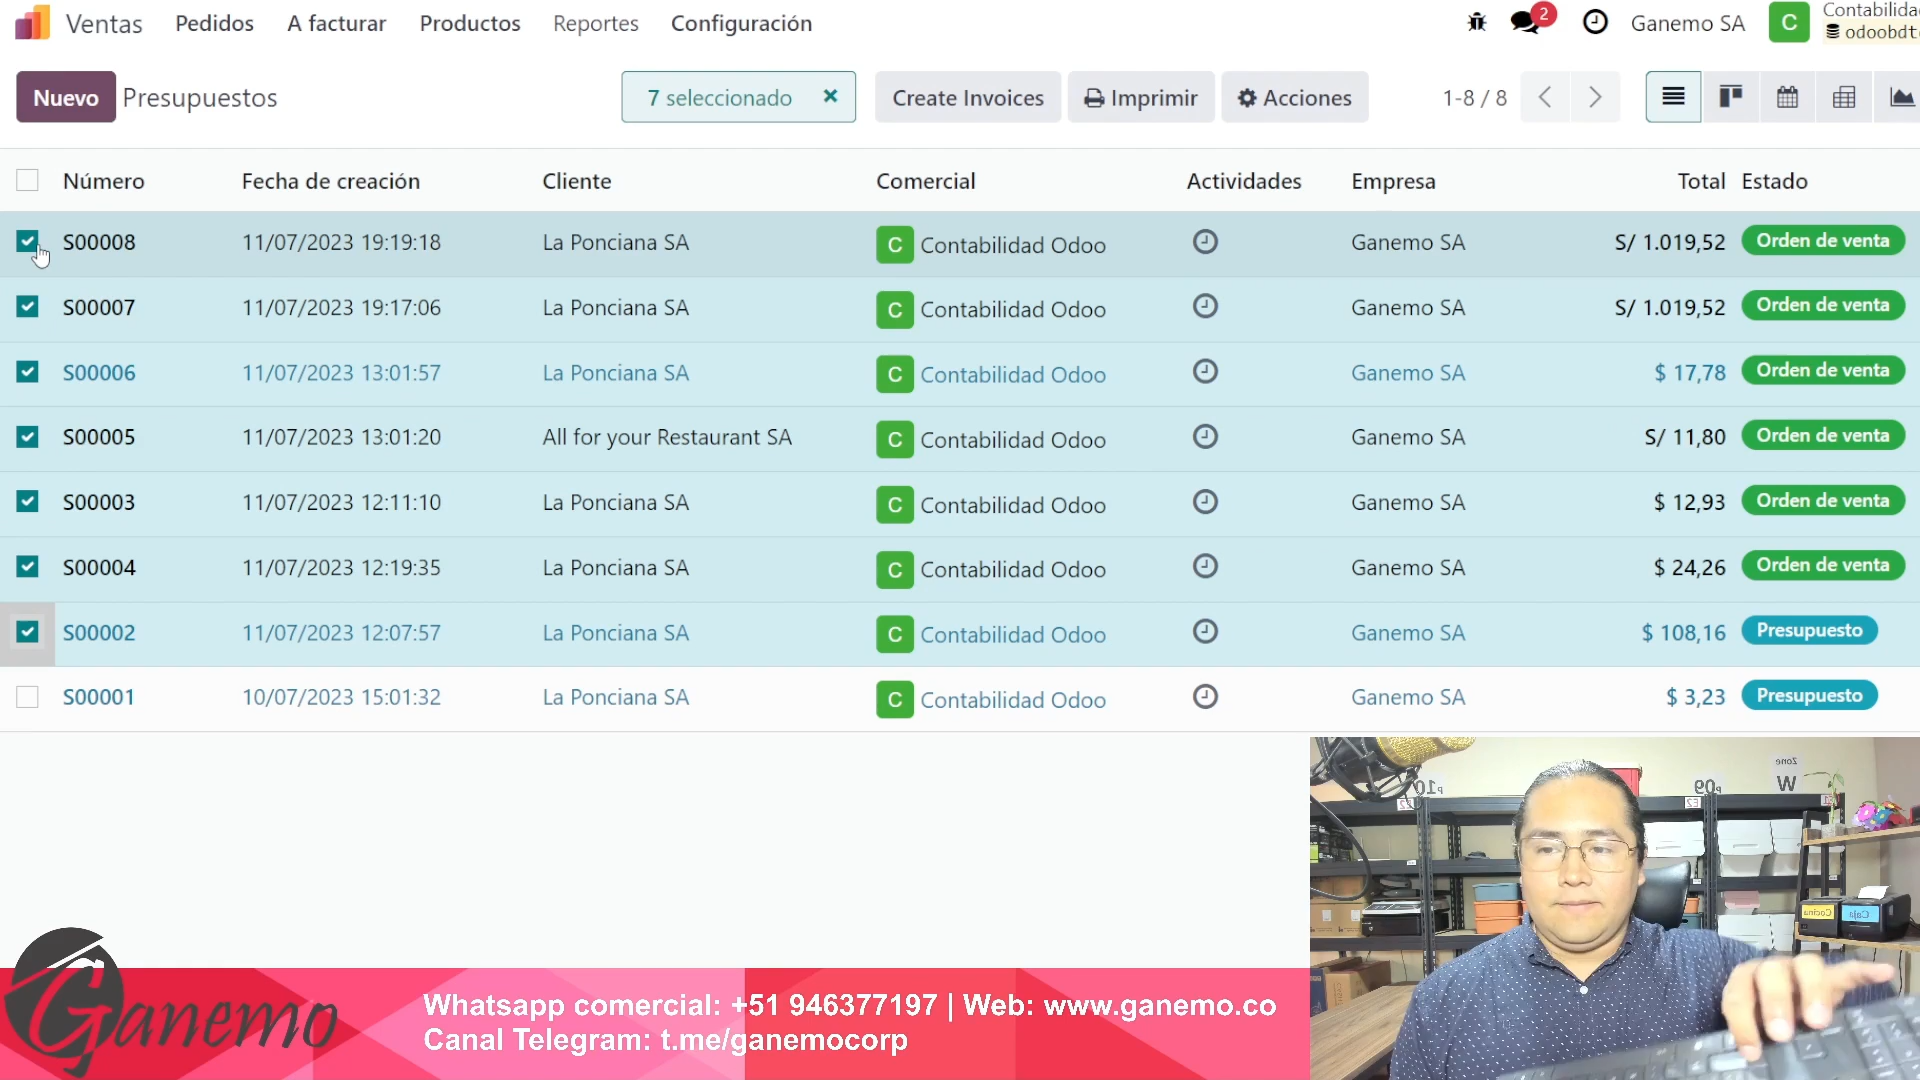 Ventas Pedidos A facturar Productos Reportes Configuración 2 Ganemo SA C Contabilidad
odoobdt
Nuevo Presupuestos 7 seleccionado × Create Invoices Imprimir Acciones 1-8 / 8
Número Fecha de creación Cliente Comercial Actividades Empresa Total Estado
S00008 11/07/2023 19:19:18 La Ponciana SA C Contabilidad Odoo Ganemo SA S/ 1.019,52 Orden de venta
S00007 11/07/2023 19:17:06 La Ponciana SA C Contabilidad Odoo Ganemo SA S/ 1.019,52 Orden de venta
S00006 11/07/2023 13:01:57 La Ponciana SA C Contabilidad Odoo Ganemo SA $ 17,78 Orden de venta
S00005 11/07/2023 13:01:20 All for your Restaurant SA C Contabilidad Odoo Ganemo SA S/ 11,80 Orden de venta
S00003 11/07/2023 12:11:10 La Ponciana SA C Contabilidad Odoo Ganemo SA $ 12,93 Orden de venta
S00004 11/07/2023 12:19:35 La Ponciana SA C Contabilidad Odoo Ganemo SA $ 24,26 Orden de venta
S00002 11/07/2023 12:07:57 La Ponciana SA C Contabilidad Odoo Ganemo SA $ 108,16 Presupuesto
S00001 10/07/2023 15:01:32 La Ponciana SA C Contabilidad Odoo Ganemo SA $ 3,23 Presupuesto
Zone
W
P10
P09
E2
E2
Cocina Caja
Ganemo
Whatsapp comercial: +51 946377197 | Web: www.ganemo.co
Canal Telegram: t.me/ganemocorp